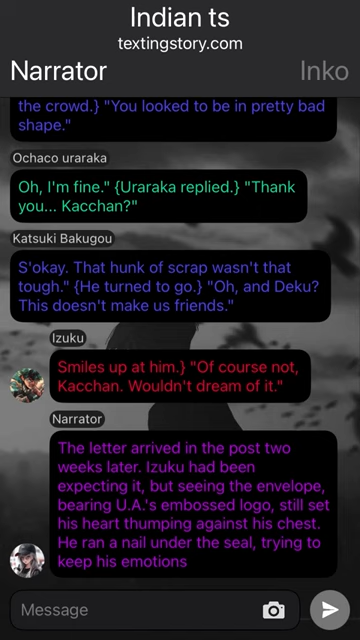 Indian ts
textingstory.com
Narrator
Inko
the crowd.} "You looked to be in pretty bad
shape."
Ochaco uraraka
Oh, I'm fine." {Uraraka replied.} "Thank
you... Kacchan?"
Katsuki Bakugou
S'okay. That hunk of scrap wasn't that
tough." {He turned to go.} "Oh, and Deku?
This doesn't make us friends."
Izuku
Smiles up at him.} "Of course not,
Kacchan. Wouldn't dream of it."
Narrator
The letter arrived in the post two
weeks later. Izuku had been
expecting it, but seeing the envelope,
bearing U.A.'s embossed logo, still set
his heart thumping against his chest.
He ran a nail under the seal, trying to
keep his emotions
Message